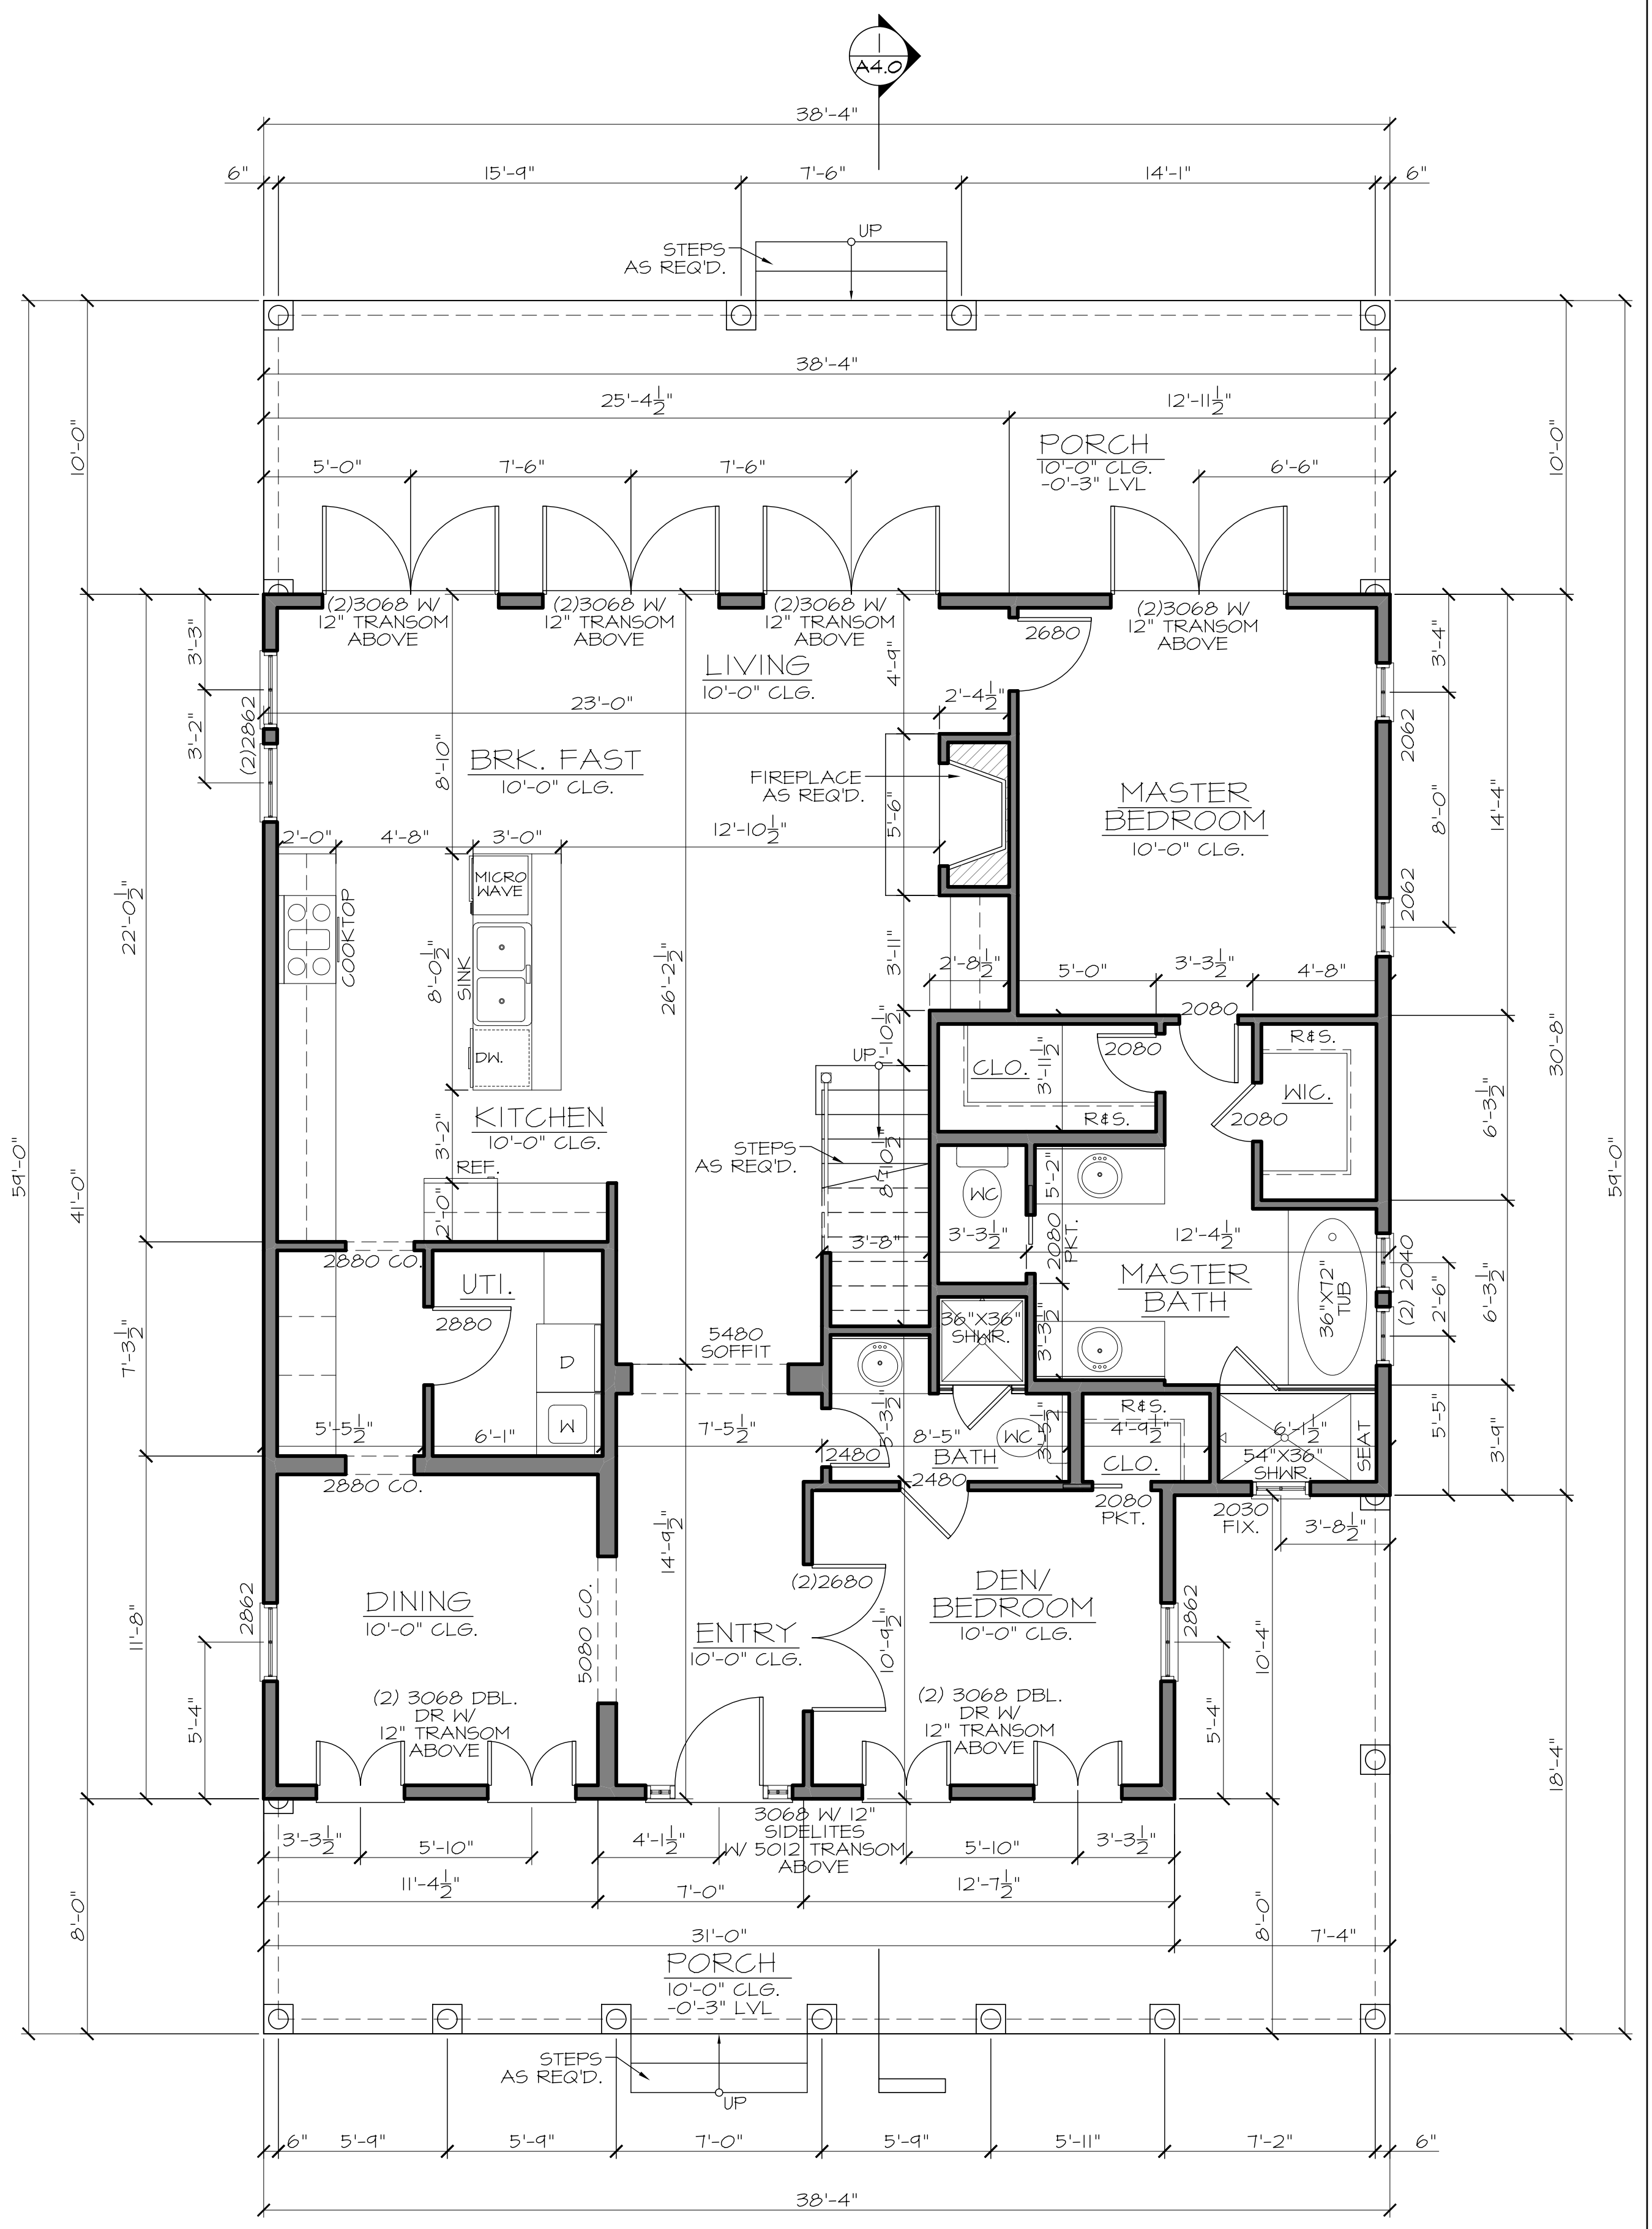 1
A4.0
38'-4"
6"
15'-9"
7'-6"
14'-1"
6"
UP
STEPS
AS REQ'D.
38'-4"
25'-4 1/2"
12'-11 1/2"
PORCH
10'-0" CLG.
-0'-3" LVL
5'-0"
7'-6"
7'-6"
6'-6"
10'-0"
10'-0"
(2)3068 W/
12" TRANSOM
ABOVE
(2)3068 W/
12" TRANSOM
ABOVE
(2)3068 W/
12" TRANSOM
ABOVE
(2)3068 W/
12" TRANSOM
ABOVE
2680
3'-3"
3'-2"
(2)2862
LIVING
10'-0" CLG.
4'-9"
3'-4"
23'-0"
2'-4 1/2"
2062
8'-10"
BRK. FAST
10'-0" CLG.
FIREPLACE
AS REQ'D.
5'-6"
MASTER
BEDROOM
10'-0" CLG.
8'-0"
14'-4"
2'-0"
4'-8"
3'-0"
12'-10 1/2"
MICRO
WAVE
COOKTOP
SINK
8'-0 1/2"
DW.
22'-0 1/2"
26'-2 1/2"
3'-11"
2062
2'-8 1/2"
5'-0"
3'-3 1/2"
4'-8"
2080
R&S.
UP
CLO.
3'-11 1/2"
2080
R&S.
WIC.
2080
6'-3 1/2"
30'-8"
KITCHEN
10'-0" CLG.
3'-2"
REF.
2'-0"
STEPS
AS REQ'D.
8'-10 1/2"
59'-0"
41'-0"
59'-0"
WC
5'-2"
3'-3 1/2"
2080
PKT.
12'-4 1/2"
3'-8"
MASTER
BATH
36"X72"
TUB
(2) 2040
2'-6"
6'-3 1/2"
2880 CO.
UTI.
2880
D
W
7'-3 1/2"
5480
SOFFIT
36"X36"
SHWR.
3'-3 1/2"
5'-5 1/2"
6'-1"
7'-5 1/2"
5'-3 1/2"
8'-5"
WC
3'-5 1/2"
BATH
2480
2480
R&S.
4'-9 1/2"
CLO.
2080
PKT.
6'-1 1/2"
54"X36"
SHWR.
SEAT
5'-5"
3'-9"
2030
FIX.
3'-8 1/2"
2880 CO.
2862
DINING
10'-0" CLG.
11'-8"
5'-4"
14'-9 1/2"
5080 CO.
ENTRY
10'-0" CLG.
(2)2680
10'-9 1/2"
DEN/
BEDROOM
10'-0" CLG.
2862
5'-4"
10'-4"
18'-4"
(2) 3068 DBL.
DR W/
12" TRANSOM
ABOVE
(2) 3068 DBL.
DR W/
12" TRANSOM
ABOVE
3068 W/ 12"
SIDELITES
W/ 5012 TRANSOM
ABOVE
3'-3 1/2"
5'-10"
4'-1 1/2"
5'-10"
3'-3 1/2"
11'-4 1/2"
7'-0"
12'-7 1/2"
8'-0"
8'-0"
31'-0"
7'-4"
PORCH
10'-0" CLG.
-0'-3" LVL
STEPS
AS REQ'D.
UP
6"
5'-9"
5'-9"
7'-0"
5'-9"
5'-11"
7'-2"
6"
38'-4"